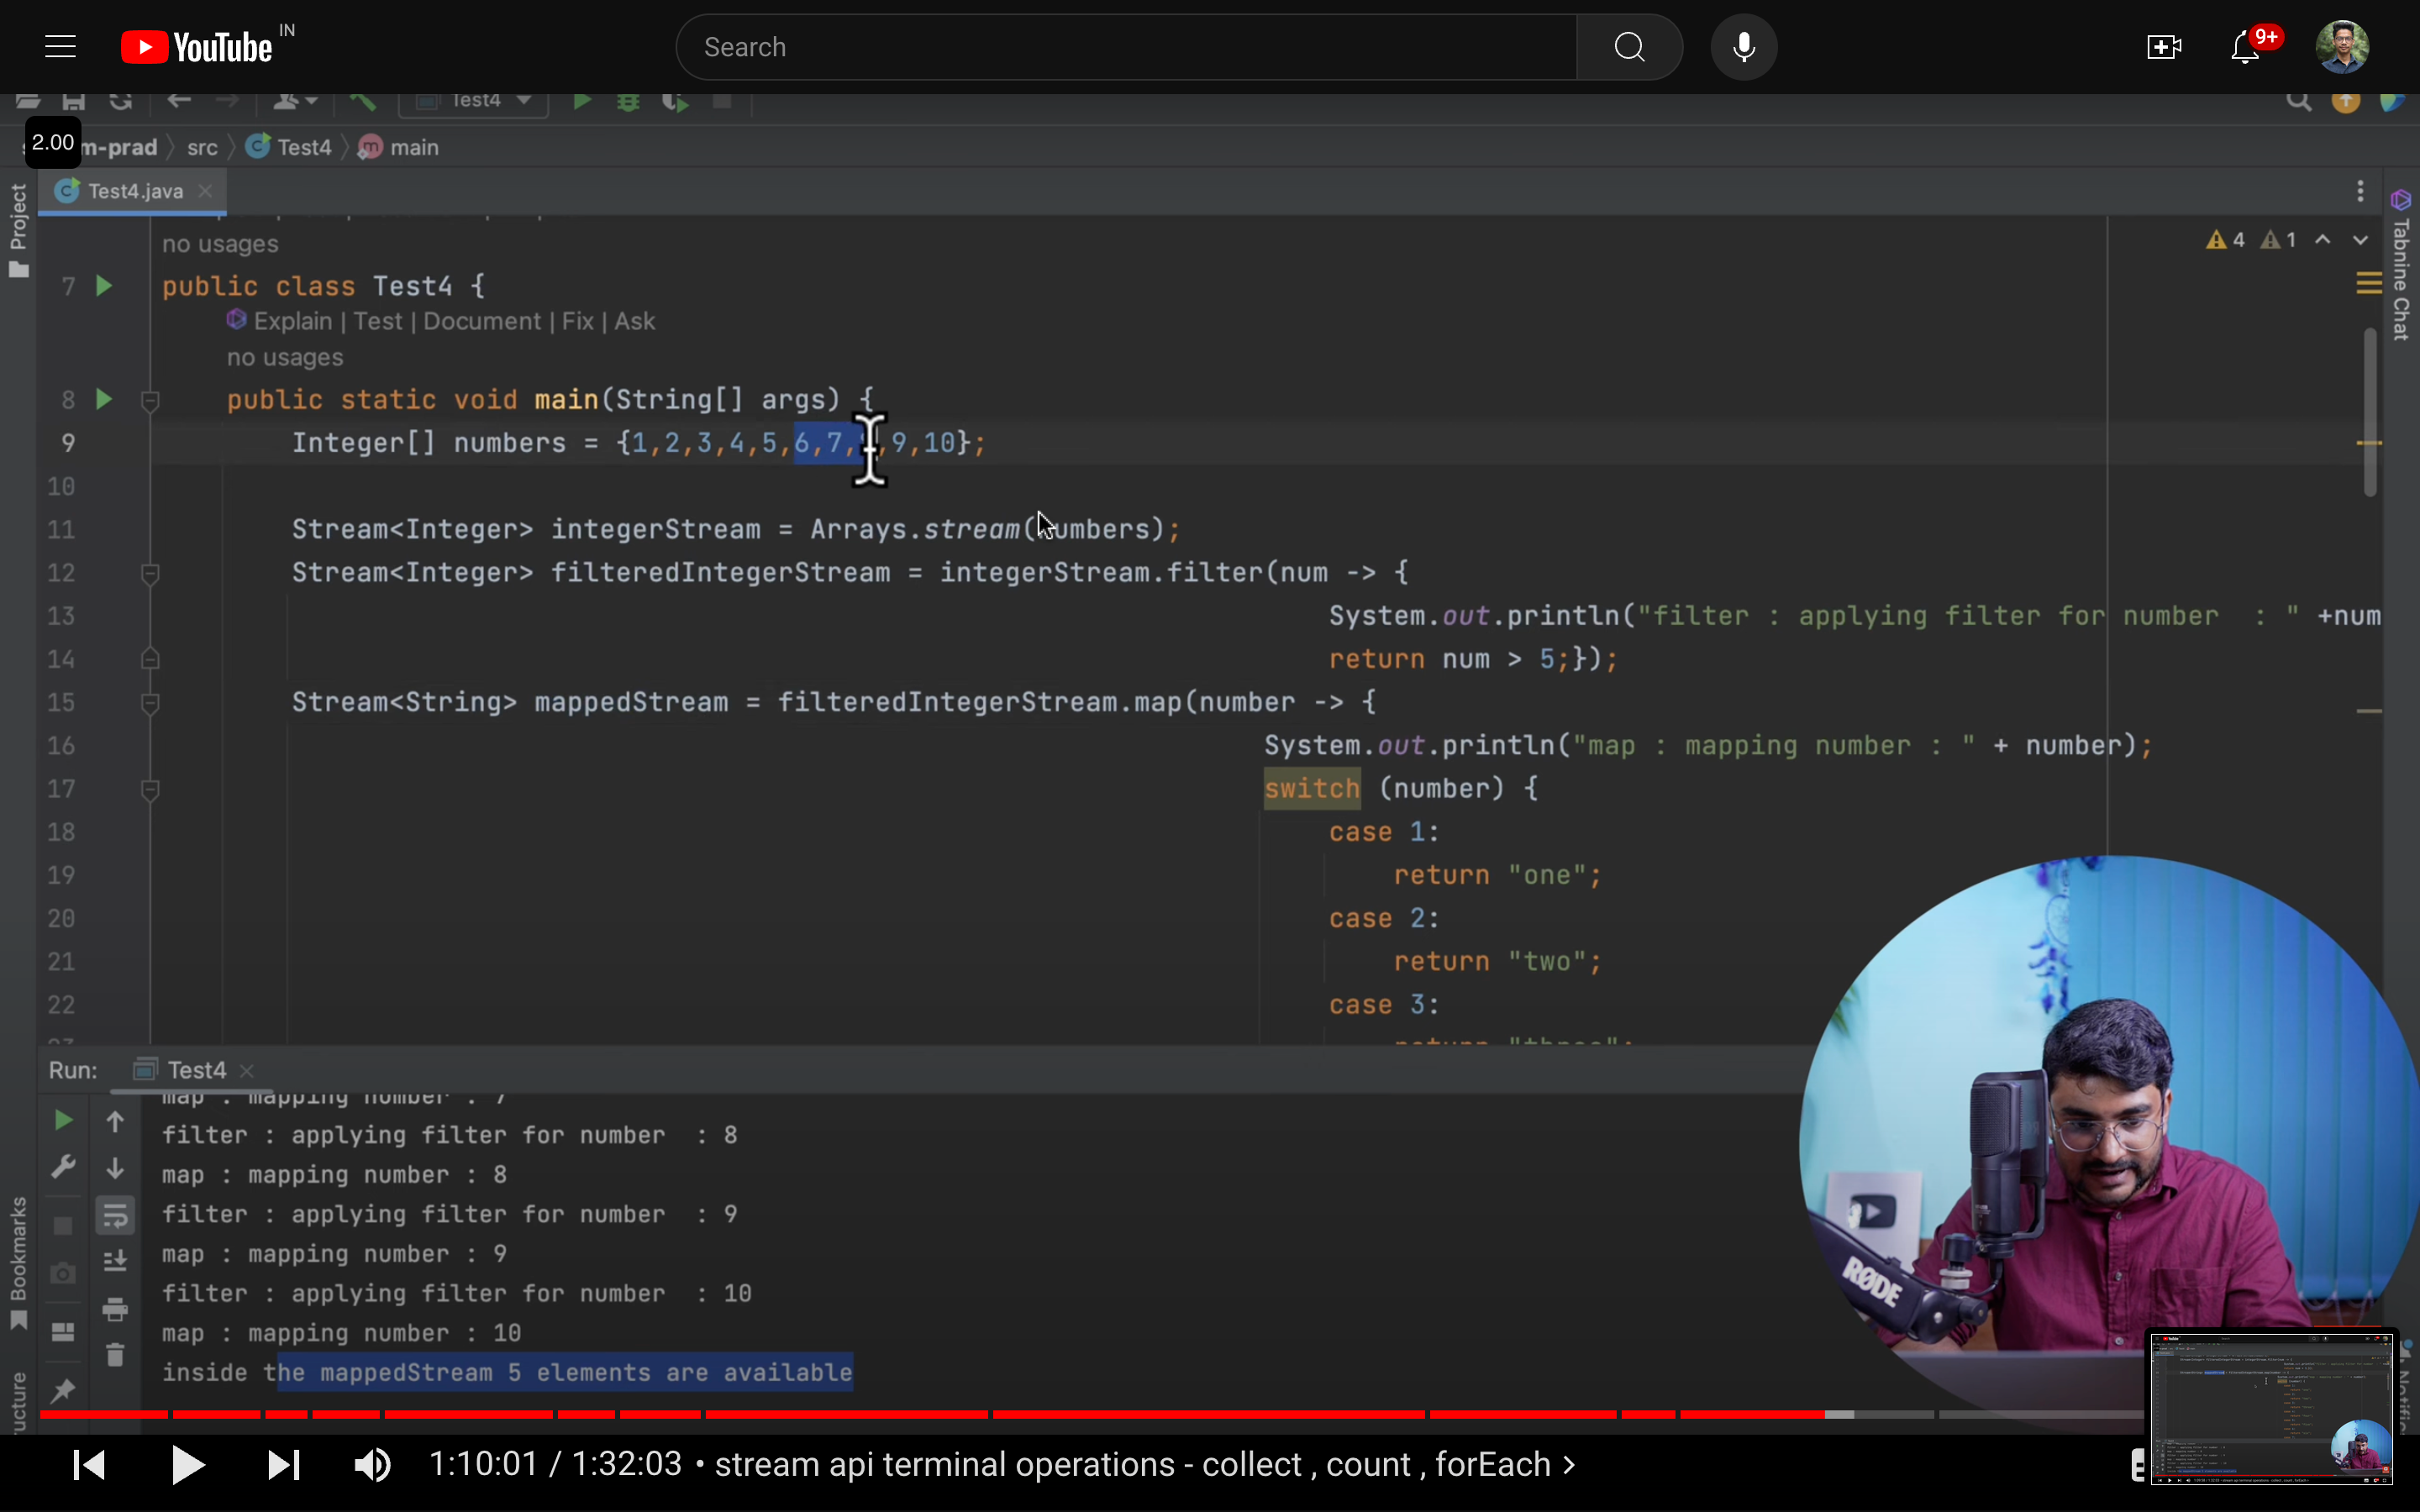 YouTube IN
Search
9+
Test4
2.00
m-prad src Test4 main
Test4.java
Project
Tabnine Chat
no usages
4 1
7 public class Test4 {
Explain | Test | Document | Fix | Ask
no usages
8 public static void main(String[] args) {
9 Integer[] numbers = {1,2,3,4,5,6,7, ,9,10};
10
11 Stream<Integer> integerStream = Arrays.stream(numbers);
12 Stream<Integer> filteredIntegerStream = integerStream.filter(num -> {
13 System.out.println("filter : applying filter for number  : " +num
14 return num > 5;});
15 Stream<String> mappedStream = filteredIntegerStream.map(number -> {
16 System.out.println("map : mapping number : " + number);
17 switch (number) {
18 case 1:
19 return "one";
20 case 2:
21 return "two";
22 case 3:
return "three";
Run: Test4
map : mapping number : 7
filter : applying filter for number  : 8
map : mapping number : 8
filter : applying filter for number  : 9
map : mapping number : 9
filter : applying filter for number  : 10
map : mapping number : 10
inside the mappedStream 5 elements are available
Bookmarks
ucture
RØDE
1:10:01 / 1:32:03 • stream api terminal operations - collect , count , forEach >